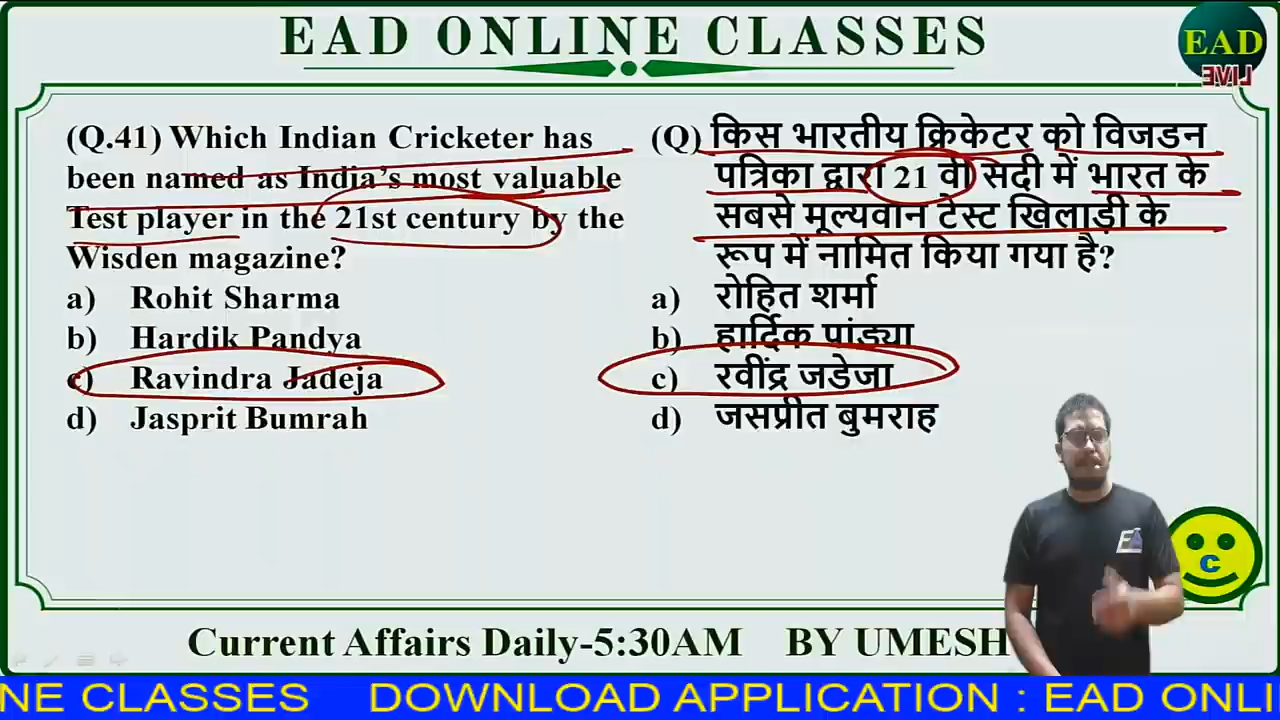 EAD ONLINE CLASSES
EAD
LIVE
(Q.41) Which Indian Cricketer has
been named as India's most valuable
Test player in the 21st century by the
Wisden magazine?
a) Rohit Sharma
b) Hardik Pandya
c) Ravindra Jadeja
d) Jasprit Bumrah
(Q) किस भारतीय क्रिकेटर को विजडन
पत्रिका द्वारा 21 वीं सदी में भारत के
सबसे मूल्यवान टेस्ट खिलाड़ी के
रूप में नामित किया गया है?
a) रोहित शर्मा
b) हार्दिक पांड्या
c) रवींद्र जडेजा
d) जसप्रीत बुमराह
C
Current Affairs Daily-5:30AM BY UMESH
NE CLASSES DOWNLOAD APPLICATION : EAD ONLI